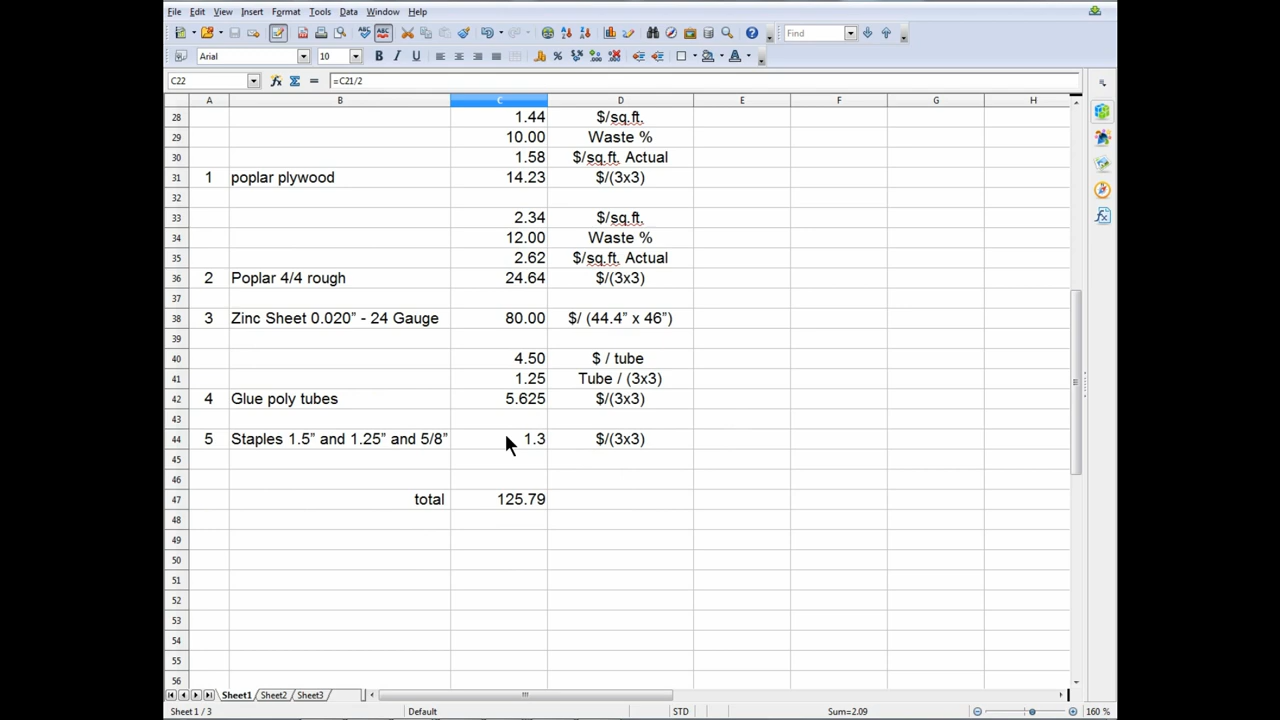 File Edit View Insert Format Tools Data Window Help
Find
Arial 10
C22 =C21/2
A B C D E F G H
28 1.44 $/sq.ft.
29 10.00 Waste %
30 1.58 $/sq.ft. Actual
31 1 poplar plywood 14.23 $/(3x3)
32
33 2.34 $/sq.ft.
34 12.00 Waste %
35 2.62 $/sq.ft. Actual
36 2 Poplar 4/4 rough 24.64 $/(3x3)
37
38 3 Zinc Sheet 0.020” - 24 Gauge 80.00 $/ (44.4” x 46”)
39
40 4.50 $ / tube
41 1.25 Tube / (3x3)
42 4 Glue poly tubes 5.625 $/(3x3)
43
44 5 Staples 1.5” and 1.25” and 5/8” 1.3 $/(3x3)
45
46
47 total 125.79
48
49
50
51
52
53
54
55
56
Sheet1 Sheet2 Sheet3
Sheet 1 / 3 Default STD Sum=2.09 160 %